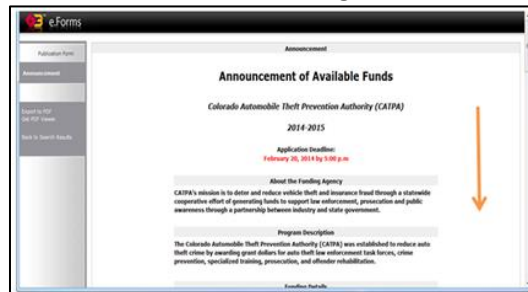 e.Forms
Publication Form
Announcement
Export to PDF
Get PDF Viewer
Back to Search Results
Announcement
Announcement of Available Funds
Colorado Automobile Theft Prevention Authority (CATPA)
2014-2015
Application Deadline:
February 20, 2014 by 5:00 p.m
About the Funding Agency
CATPA's mission is to deter and reduce vehicle theft and insurance fraud through a statewide
cooperative effort of generating funds to support law enforcement, prosecution and public
awareness through a partnership between industry and state government.
Program Description
The Colorado Automobile Theft Prevention Authority (CATPA) was established to reduce auto
theft crime by awarding grant dollars for auto theft law enforcement task forces, crime
prevention, specialized training, prosecution, and offender rehabilitation.
Funding Details